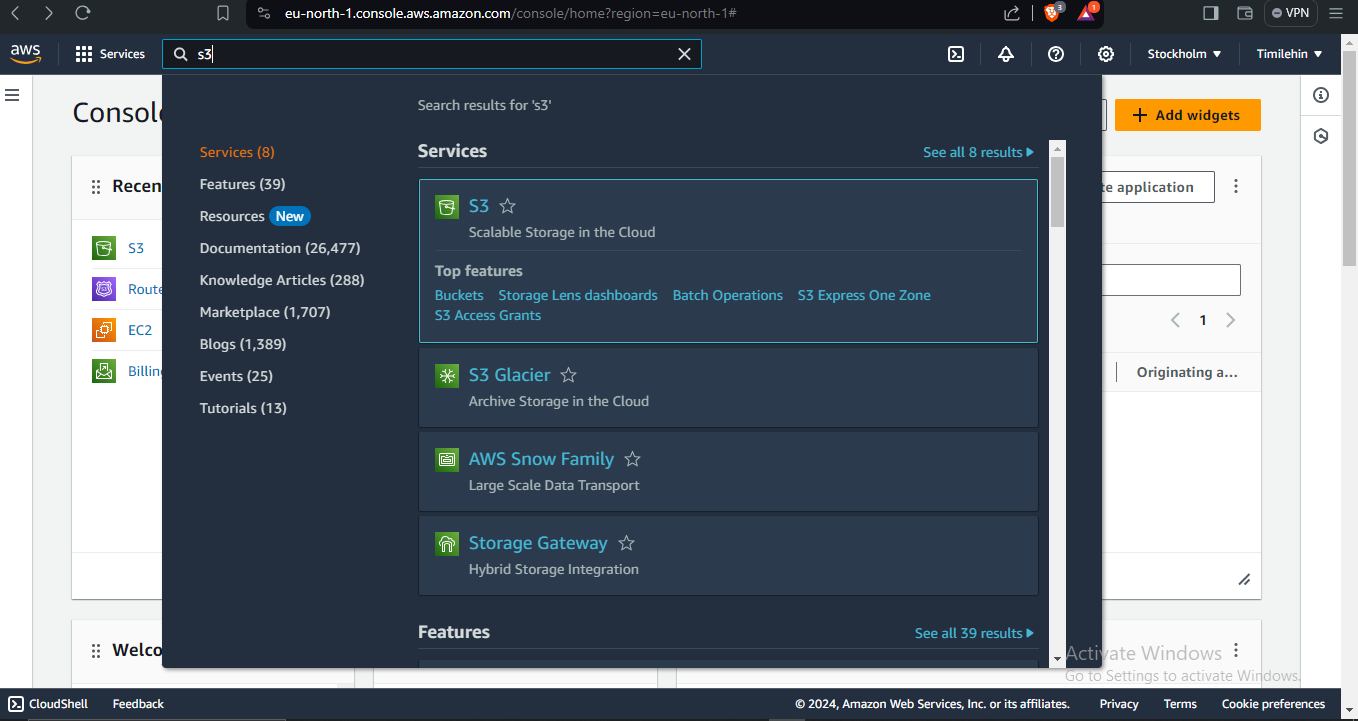 eu-north-1.console.aws.amazon.com/console/home?region=eu-north-1#
3
1
VPN
aws
Services
s3
Stockholm
Timilehin
Consol
Add widgets
Search results for 's3'
Services (8)
Features (39)
Resources New
Documentation (26,477)
Knowledge Articles (288)
Marketplace (1,707)
Blogs (1,389)
Events (25)
Tutorials (13)
Services
See all 8 results
S3
Scalable Storage in the Cloud
Top features
Buckets Storage Lens dashboards Batch Operations S3 Express One Zone
S3 Access Grants
S3 Glacier
Archive Storage in the Cloud
AWS Snow Family
Large Scale Data Transport
Storage Gateway
Hybrid Storage Integration
Features
See all 39 results
Recen
S3
Route
EC2
Billing
te application
1
Originating a...
Welco
Activate Windows
Go to Settings to activate Windows.
CloudShell Feedback
© 2024, Amazon Web Services, Inc. or its affiliates. Privacy Terms Cookie preferences